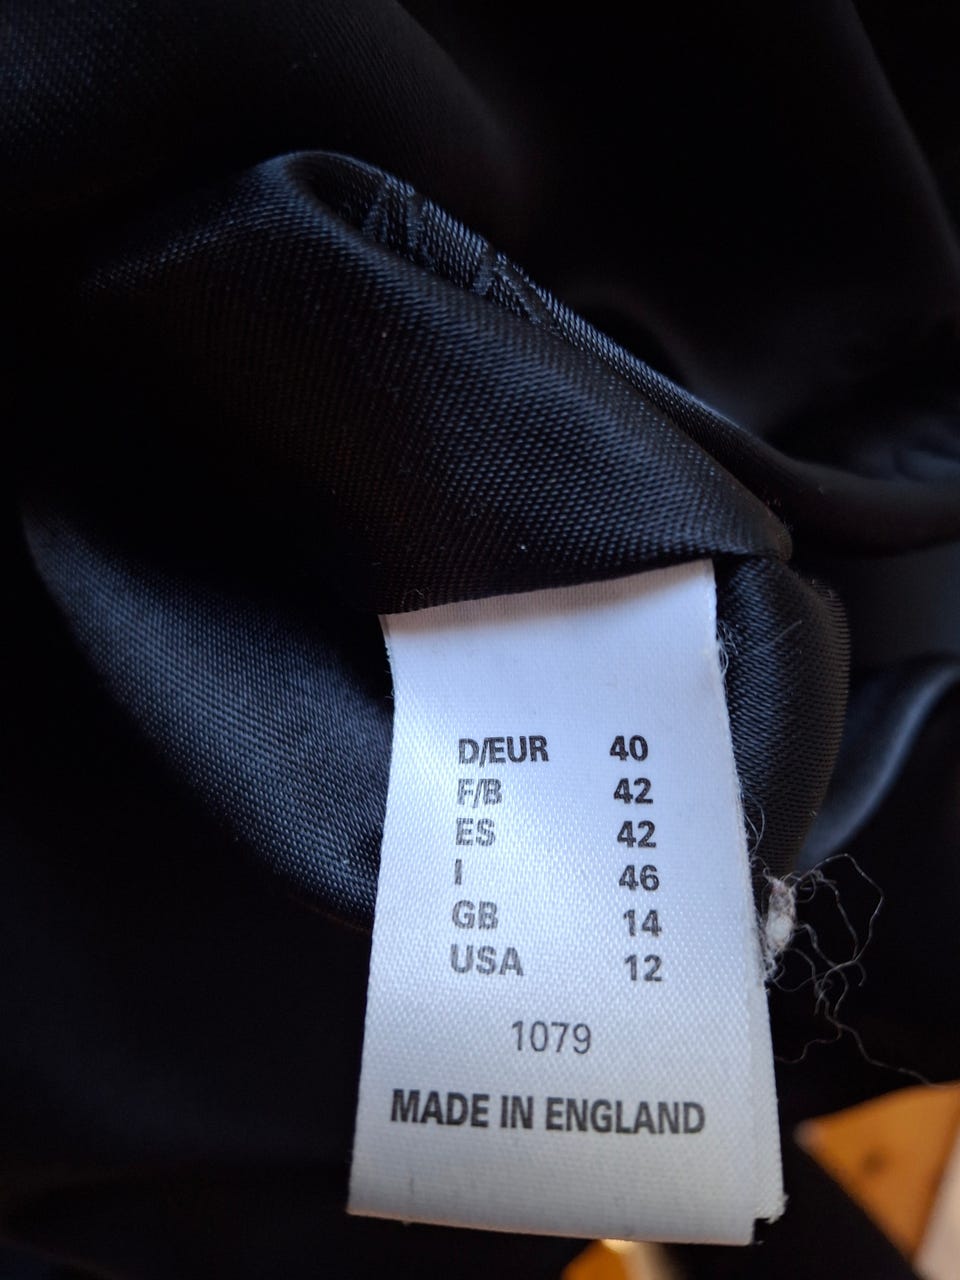 D/EUR 40
F/B 42
ES 42
I 46
GB 14
USA 12
1079
MADE IN ENGLAND